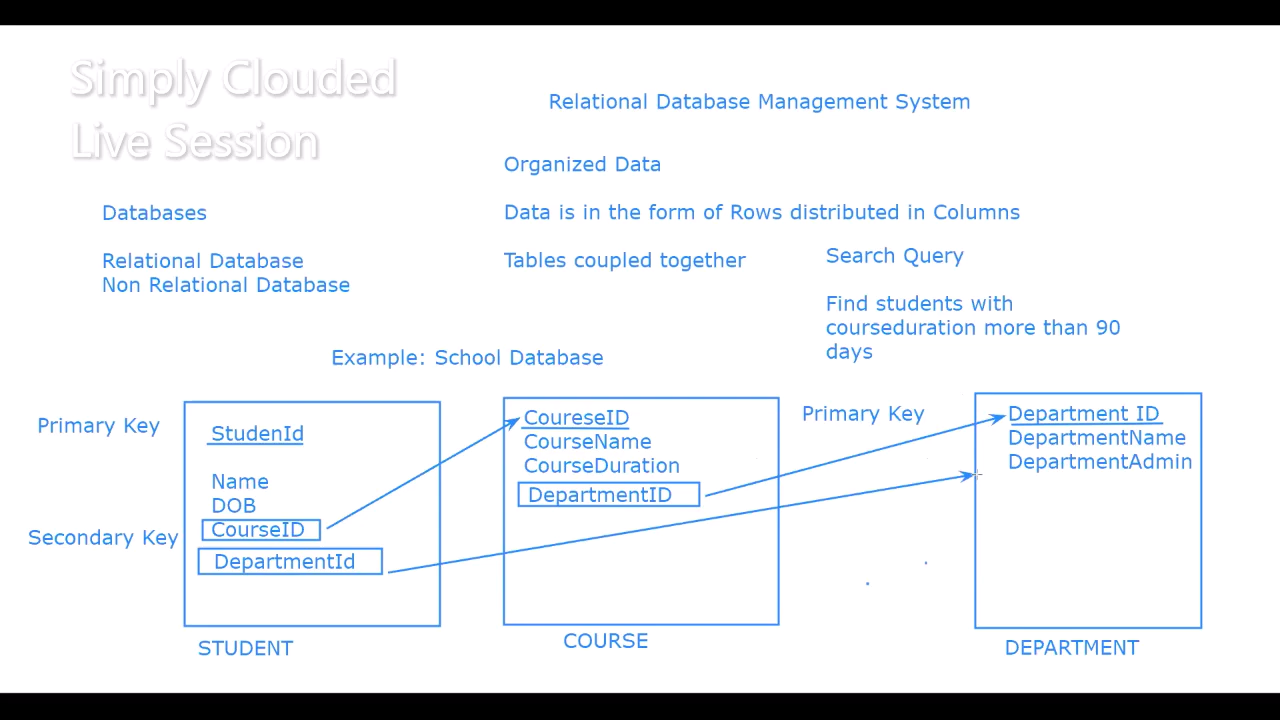 Simply Clouded
Live Session
Relational Database Management System
Organized Data
Databases
Data is in the form of Rows distributed in Columns
Relational Database
Non Relational Database
Tables coupled together
Search Query
Find students with
courseduration more than 90
days
Example: School Database
Primary Key
StudenId
Name
DOB
Secondary Key
CourseID
DepartmentId
STUDENT
CoureseID
CourseName
CourseDuration
DepartmentID
COURSE
Primary Key
Department ID
DepartmentName
DepartmentAdmin
DEPARTMENT